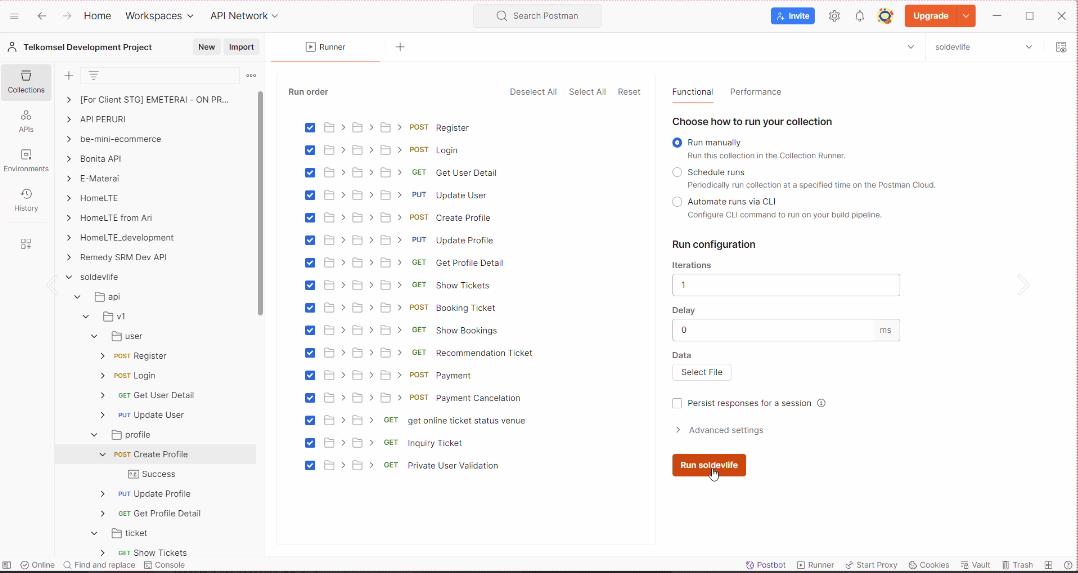 Home Workspaces API Network Search Postman Invite Upgrade
Telkomsel Development Project New Import Runner soldevlife
Collections
APIs
Environments
History
[For Client STG] EMETERAI - ON PR...
API PERURI
be-mini-ecommerce
Bonita API
E-Materai
HomeLTE
HomeLTE from Ari
HomeLTE_development
Remedy SRM Dev API
soldevlife
api
v1
user
POST Register
POST Login
GET Get User Detail
PUT Update User
profile
POST Create Profile
e.g. Success
PUT Update Profile
GET Get Profile Detail
ticket
GET Show Tickets
Run order Deselect All Select All Reset
POST Register
POST Login
GET Get User Detail
PUT Update User
POST Create Profile
PUT Update Profile
GET Get Profile Detail
GET Show Tickets
POST Booking Ticket
GET Show Bookings
GET Recommendation Ticket
POST Payment
POST Payment Cancelation
GET get online ticket status venue
GET Inquiry Ticket
GET Private User Validation
Functional Performance
Choose how to run your collection
Run manually
Run this collection in the Collection Runner.
Schedule runs
Periodically run collection at a specified time on the Postman Cloud.
Automate runs via CLI
Configure CLI command to run on your build pipeline.
Run configuration
Iterations
1
Delay
0 ms
Data
Select File
Persist responses for a session
Advanced settings
Run soldevlife
Online Find and replace Console Postbot Runner Start Proxy Cookies Vault Trash